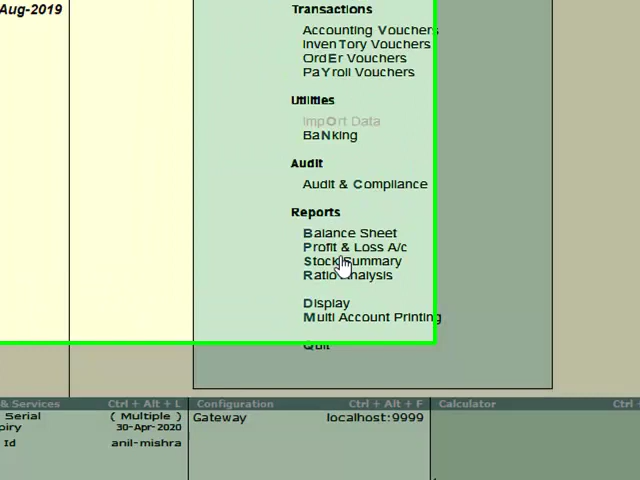 Aug-2019
Transactions
Accounting Vouchers
InvenTory Vouchers
OrdEr Vouchers
PaYroll Vouchers
Utilities
ImpOrt Data
BaNking
Audit
Audit & Compliance
Reports
Balance Sheet
Profit & Loss A/c
Stock Summary
Ratio Analysis
Display
Multi Account Printing
Quit
& Services Ctrl + Alt + L
Configuration Ctrl + Alt + F
Calculator Ctrl +
Serial ( Multiple )
Gateway localhost:9999
piry 30-Apr-2020
Id anil-mishra